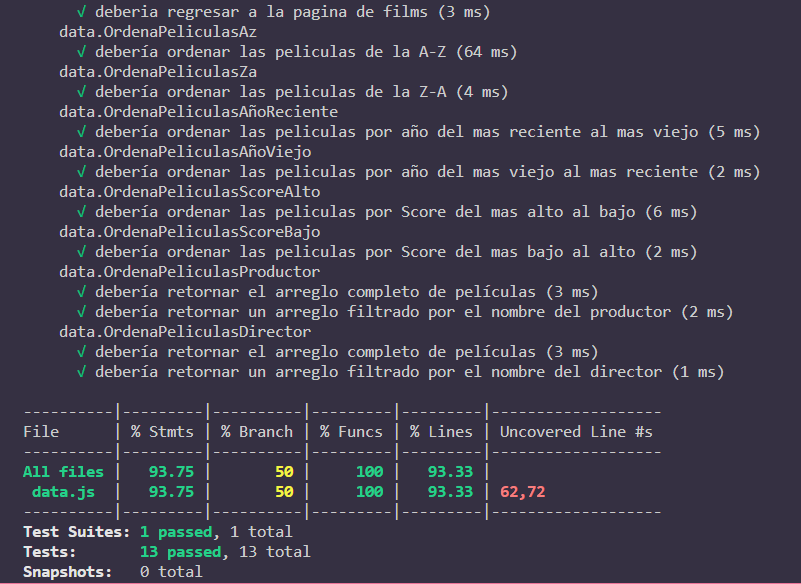 √ deberia regresar a la pagina de films (3 ms)
data.OrdenaPeliculasAz
√ debería ordenar las peliculas de la A-Z (64 ms)
data.OrdenaPeliculasZa
√ debería ordenar las peliculas de la Z-A (4 ms)
data.OrdenaPeliculasAñoReciente
√ debería ordenar las peliculas por año del mas reciente al mas viejo (5 ms)
data.OrdenaPeliculasAñoViejo
√ debería ordenar las peliculas por año del mas viejo al mas reciente (2 ms)
data.OrdenaPeliculasScoreAlto
√ debería ordenar las peliculas por Score del mas alto al bajo (6 ms)
data.OrdenaPeliculasScoreBajo
√ debería ordenar las peliculas por Score del mas bajo al alto (2 ms)
data.OrdenaPeliculasProductor
√ debería retornar el arreglo completo de películas (3 ms)
√ debería retornar un arreglo filtrado por el nombre del productor (2 ms)
data.OrdenaPeliculasDirector
√ debería retornar el arreglo completo de películas (3 ms)
√ debería retornar un arreglo filtrado por el nombre del director (1 ms)
----------|---------|----------|---------|---------|-------------------
File      | % Stmts | % Branch | % Funcs | % Lines | Uncovered Line #s
----------|---------|----------|---------|---------|-------------------
All files |   93.75 |       50 |     100 |   93.33 |
 data.js  |   93.75 |       50 |     100 |   93.33 | 62,72
----------|---------|----------|---------|---------|-------------------
Test Suites: 1 passed, 1 total
Tests:       13 passed, 13 total
Snapshots:   0 total